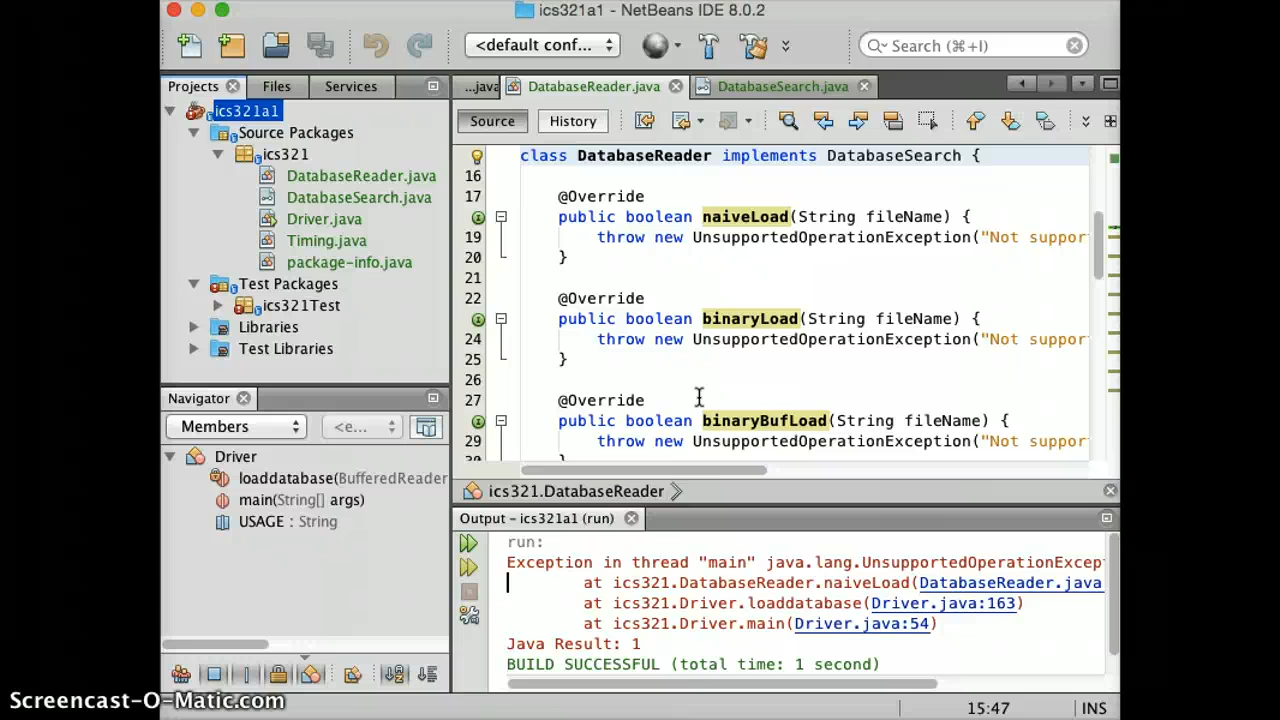 ics321a1 - NetBeans IDE 8.0.2
<default conf...
Search (⌘+I)
Projects
Files
Services
...java
DatabaseReader.java
DatabaseSearch.java
Source
History
ics321a1
Source Packages
ics321
DatabaseReader.java
DatabaseSearch.java
Driver.java
Timing.java
package-info.java
Test Packages
ics321Test
Libraries
Test Libraries
class DatabaseReader implements DatabaseSearch {
16
17 @Override
public boolean naiveLoad(String fileName) {
19 throw new UnsupportedOperationException("Not suppor
20 }
21
22 @Override
public boolean binaryLoad(String fileName) {
24 throw new UnsupportedOperationException("Not suppor
25 }
26
27 @Override
public boolean binaryBufLoad(String fileName) {
29 throw new UnsupportedOperationException("Not suppor
30 }
ics321.DatabaseReader
Navigator
Members
<e...
Driver
loaddatabase(BufferedReader
main(String[] args)
USAGE : String
Output - ics321a1 (run)
run:
Exception in thread "main" java.lang.UnsupportedOperationExcept
at ics321.DatabaseReader.naiveLoad(DatabaseReader.java
at ics321.Driver.loaddatabase(Driver.java:163)
at ics321.Driver.main(Driver.java:54)
Java Result: 1
BUILD SUCCESSFUL (total time: 1 second)
Screencast-O-Matic.com
15:47
INS